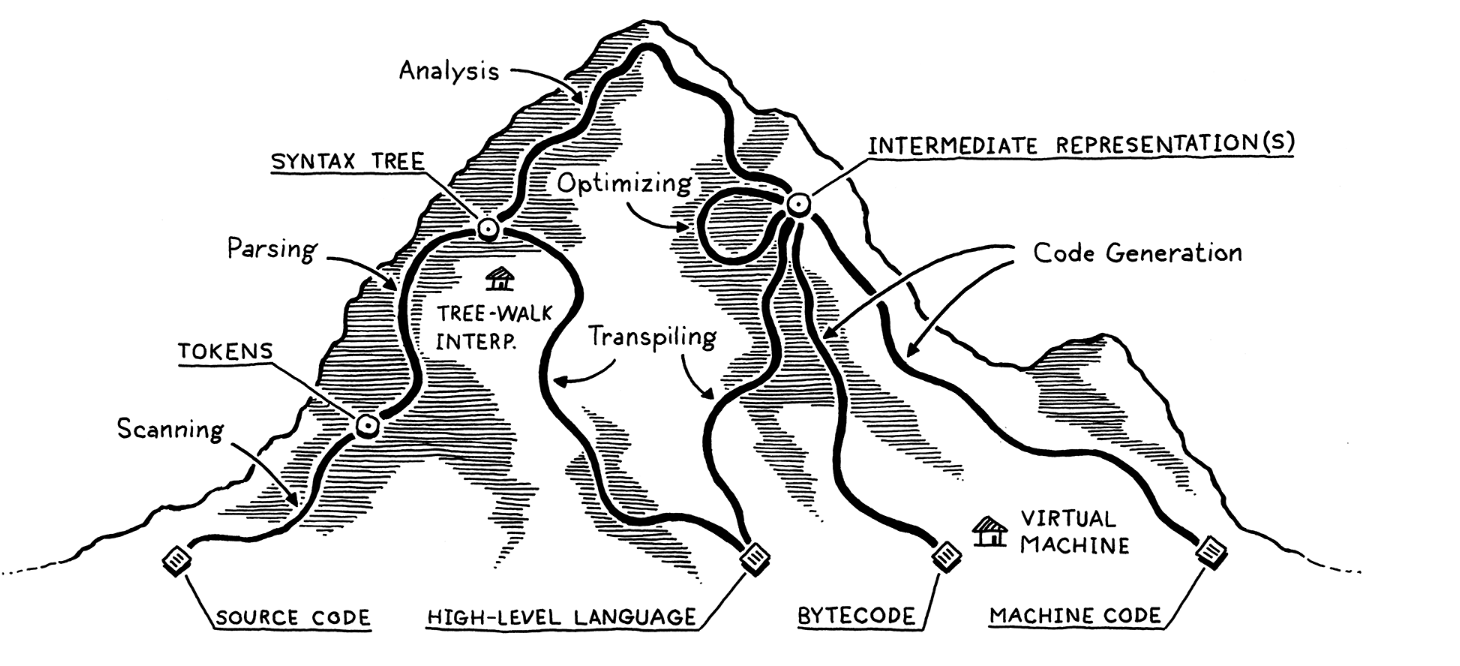 Analysis
INTERMEDIATE REPRESENTATION(S)
SYNTAX TREE
Optimizing
Parsing
Code Generation
TREE-WALK
INTERP.
Transpiling
TOKENS
Scanning
VIRTUAL
MACHINE
SOURCE CODE
HIGH-LEVEL LANGUAGE
BYTECODE
MACHINE CODE